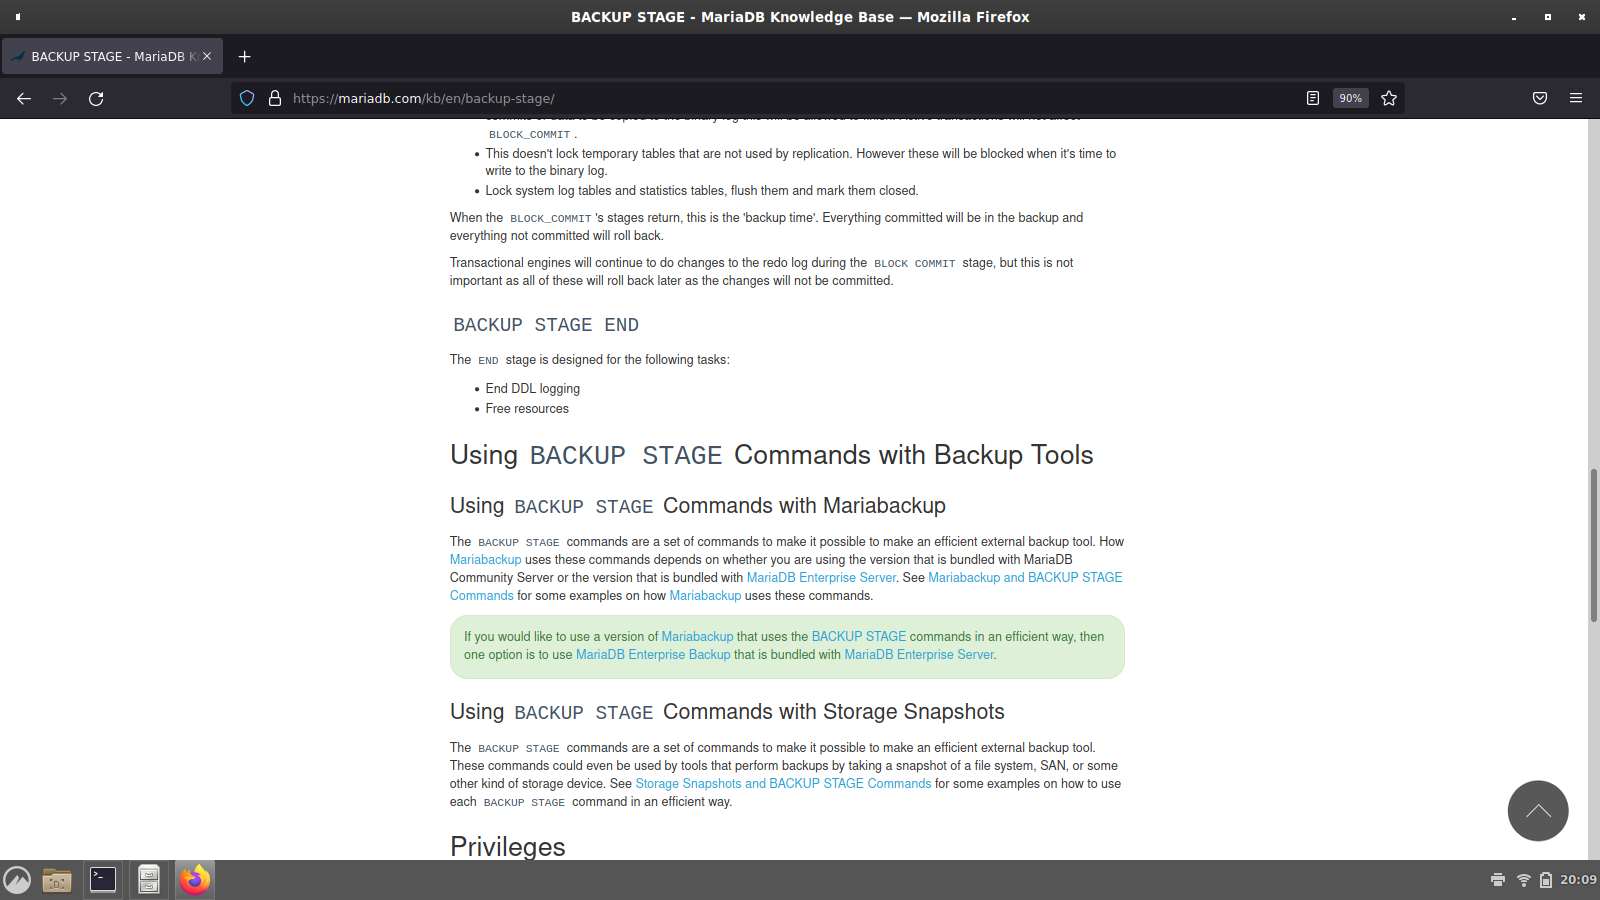 BACKUP STAGE - MariaDB Knowledge Base — Mozilla Firefox
BACKUP STAGE - MariaDB K
https://mariadb.com/kb/en/backup-stage/
90%
BLOCK_COMMIT.
This doesn't lock temporary tables that are not used by replication. However these will be blocked when it's time to
write to the binary log.
Lock system log tables and statistics tables, flush them and mark them closed.
When the BLOCK_COMMIT's stages return, this is the 'backup time'. Everything committed will be in the backup and
everything not committed will roll back.
Transactional engines will continue to do changes to the redo log during the BLOCK COMMIT stage, but this is not
important as all of these will roll back later as the changes will not be committed.
BACKUP STAGE END
The END stage is designed for the following tasks:
End DDL logging
Free resources
Using BACKUP STAGE Commands with Backup Tools
Using BACKUP STAGE Commands with Mariabackup
The BACKUP STAGE commands are a set of commands to make it possible to make an efficient external backup tool. How
Mariabackup uses these commands depends on whether you are using the version that is bundled with MariaDB
Community Server or the version that is bundled with MariaDB Enterprise Server. See Mariabackup and BACKUP STAGE
Commands for some examples on how Mariabackup uses these commands.
If you would like to use a version of Mariabackup that uses the BACKUP STAGE commands in an efficient way, then
one option is to use MariaDB Enterprise Backup that is bundled with MariaDB Enterprise Server.
Using BACKUP STAGE Commands with Storage Snapshots
The BACKUP STAGE commands are a set of commands to make it possible to make an efficient external backup tool.
These commands could even be used by tools that perform backups by taking a snapshot of a file system, SAN, or some
other kind of storage device. See Storage Snapshots and BACKUP STAGE Commands for some examples on how to use
each BACKUP STAGE command in an efficient way.
Privileges
20:09